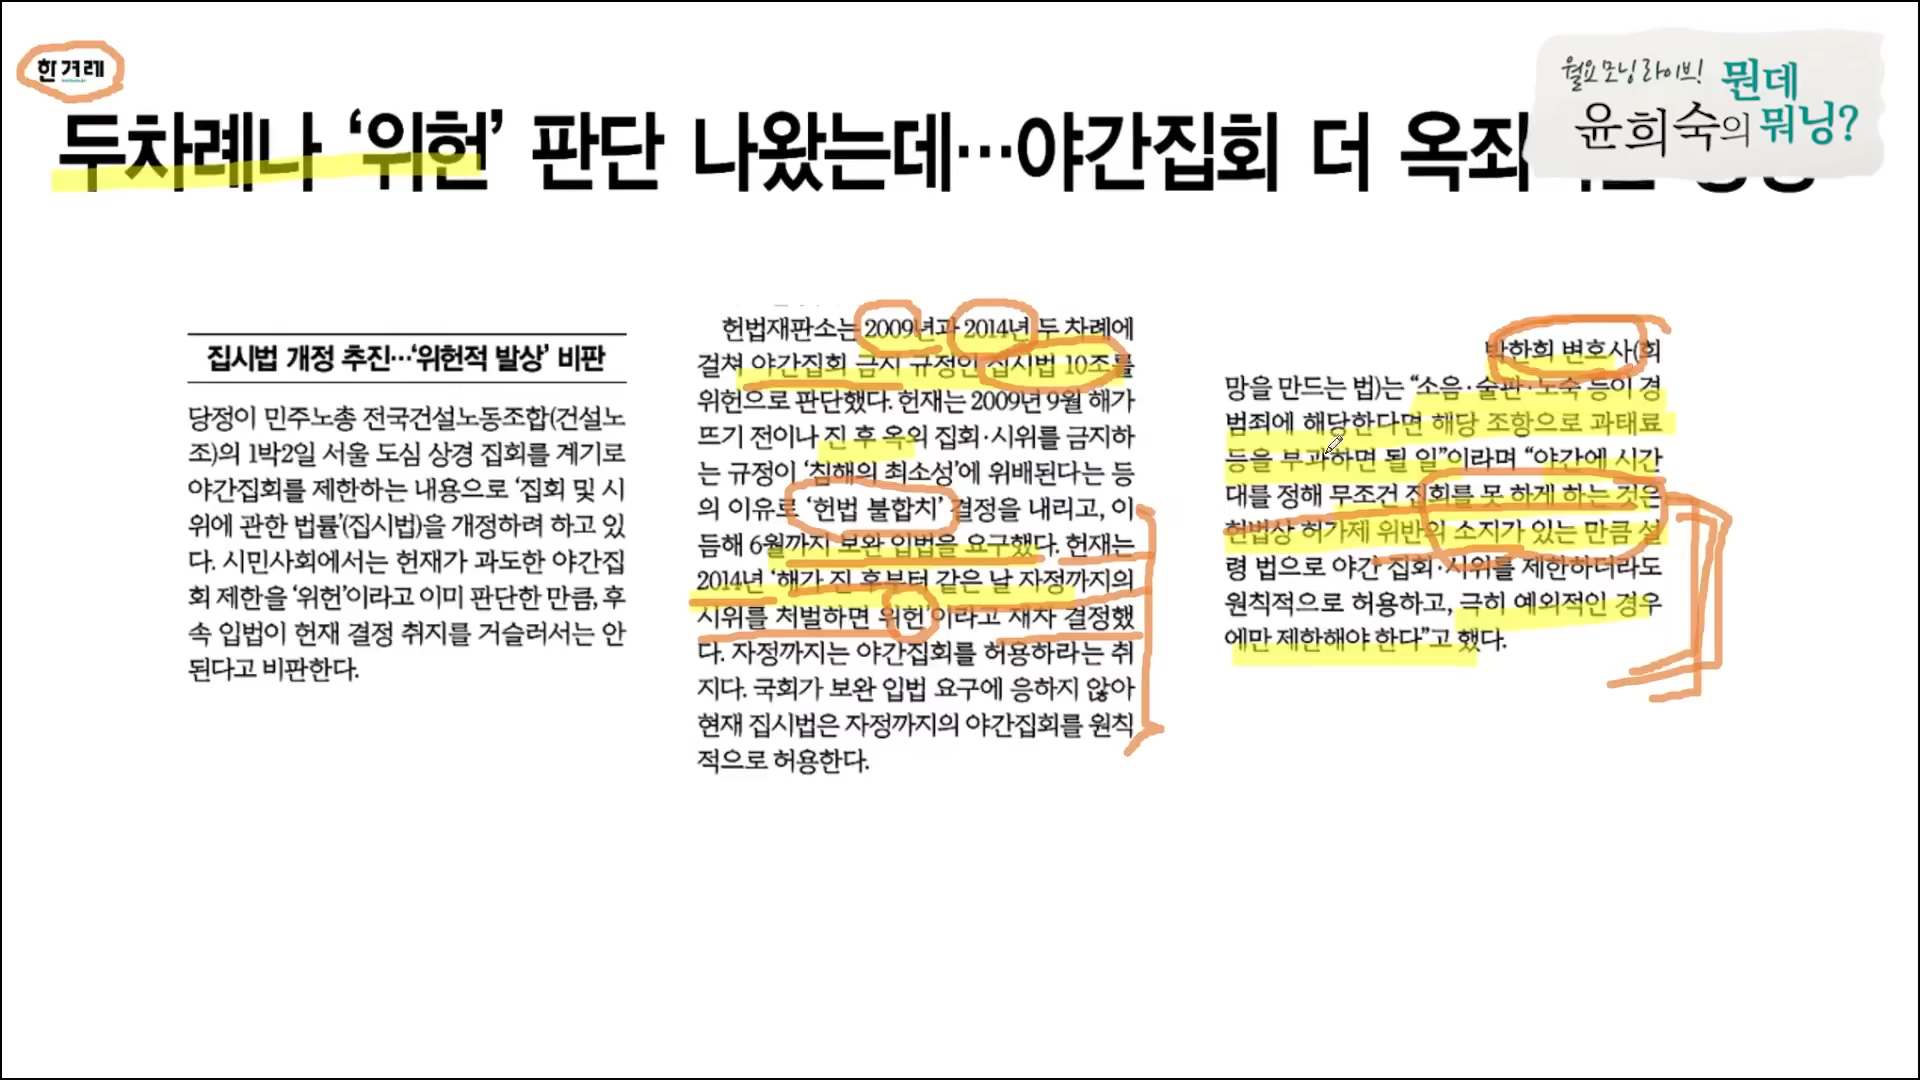 한겨레
월요 모닝 라이브! 뭔데
윤희숙의 뭐닝?
두차례나 ‘위헌’ 판단 나왔는데…야간집회 더 옥죄
집시법 개정 추진…‘위헌적 발상’ 비판
당정이 민주노총 전국건설노동조합(건설노
조)의 1박2일 서울 도심 상경 집회를 계기로
야간집회를 제한하는 내용으로 ‘집회 및 시
위에 관한 법률’(집시법)을 개정하려 하고 있
다. 시민사회에서는 헌재가 과도한 야간집
회 제한을 ‘위헌’이라고 이미 판단한 만큼, 후
속 입법이 헌재 결정 취지를 거슬러서는 안
된다고 비판한다.
헌법재판소는 2009년과 2014년 두 차례에
걸쳐 야간집회 금지 규정인 집시법 10조를
위헌으로 판단했다. 헌재는 2009년 9월 해가
뜨기 전이나 진 후 옥외 집회·시위를 금지하
는 규정이 ‘침해의 최소성’에 위배된다는 등
의 이유로 ‘헌법 불합치’ 결정을 내리고, 이
듬해 6월까지 보완 입법을 요구했다. 헌재는
2014년 ‘해가 진 후부터 같은 날 자정까지의
시위를 처벌하면 위헌’이라고 재차 결정했
다. 자정까지는 야간집회를 허용하라는 취
지다. 국회가 보완 입법 요구에 응하지 않아
현재 집시법은 자정까지의 야간집회를 원칙
적으로 허용한다.
박한희 변호사(희
망을 만드는 법)는 “소음·술판·노숙 등이 경
범죄에 해당한다면 해당 조항으로 과태료
등을 부과하면 될 일”이라며 “야간에 시간
대를 정해 무조건 집회를 못 하게 하는 것은
헌법상 허가제 위반의 소지가 있는 만큼 설
령 법으로 야간 집회·시위를 제한하더라도
원칙적으로 허용하고, 극히 예외적인 경우
에만 제한해야 한다”고 했다.